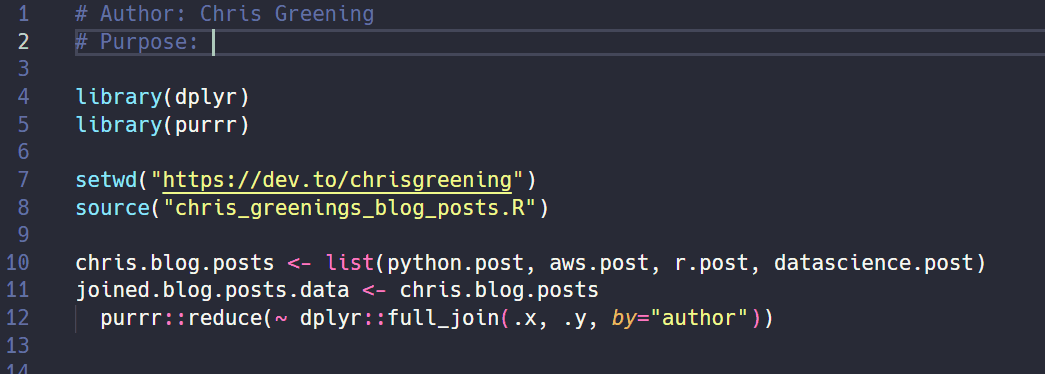 1 # Author: Chris Greening
2 # Purpose:
3
4 library(dplyr)
5 library(purrr)
6
7 setwd("https://dev.to/chrisgreening")
8 source("chris_greenings_blog_posts.R")
9
10 chris.blog.posts <- list(python.post, aws.post, r.post, datascience.post)
11 joined.blog.posts.data <- chris.blog.posts
12 purrr::reduce(~ dplyr::full_join(.x, .y, by="author"))
13
14